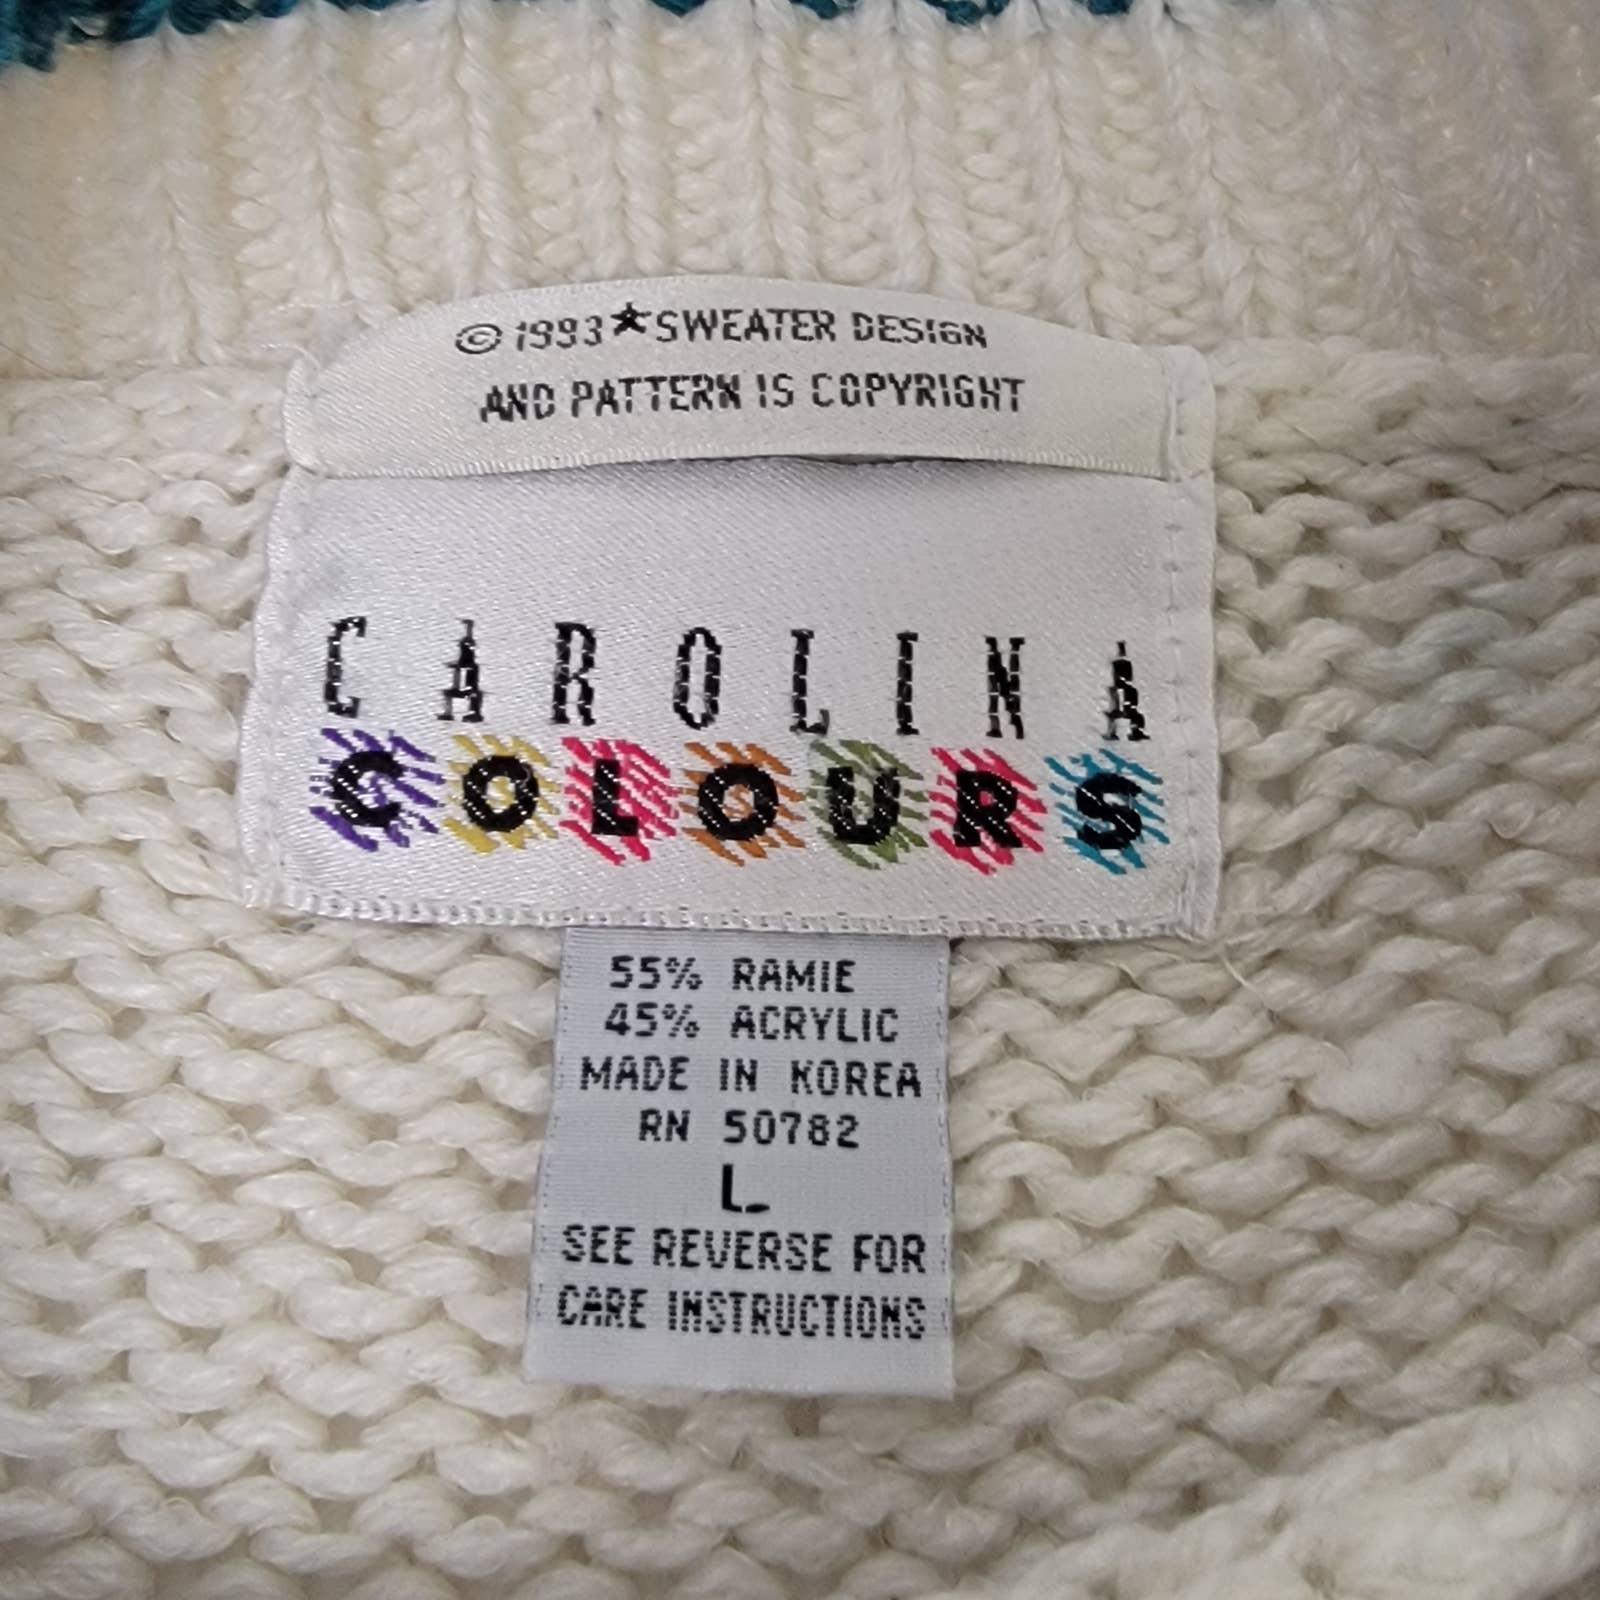 © 1993★SWEATER DESIGN
AND PATTERN IS COPYRIGHT
CAROLINA
COLOURS
55% RAMIE
45% ACRYLIC
MADE IN KOREA
RN 50782
L
SEE REVERSE FOR
CARE INSTRUCTIONS